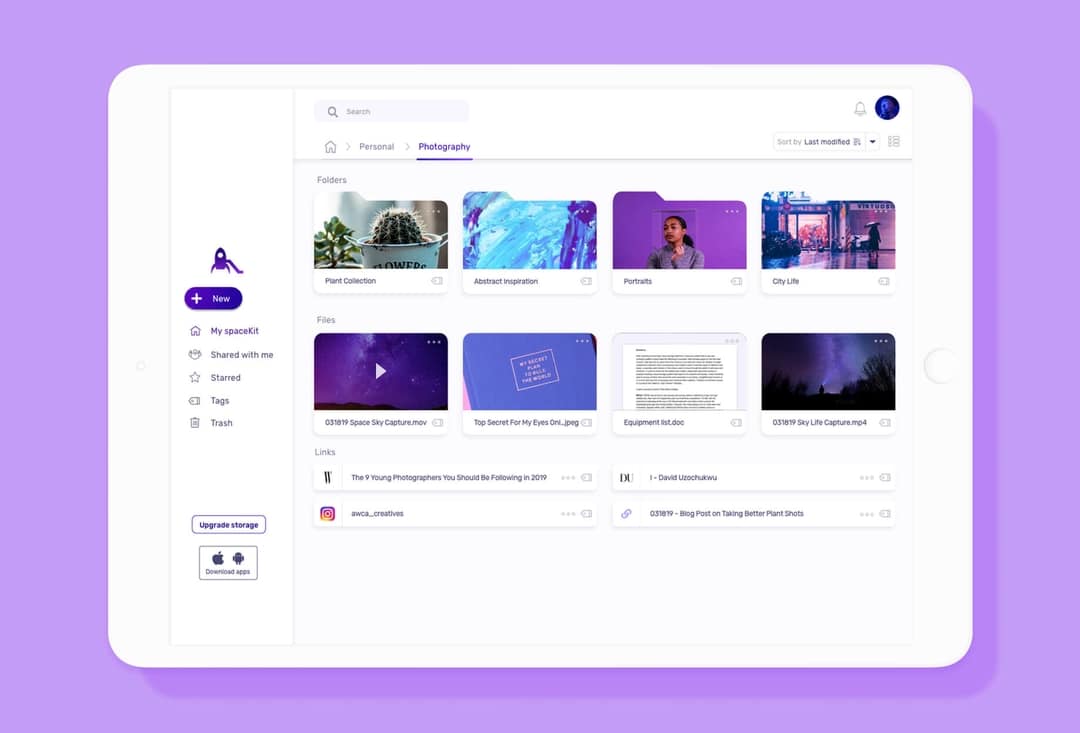 Search
Sort by Last modified
Personal
Photography
Folders
FLOWERS
VIRTUOSO
Plant Collection
Abstract Inspiration
Portraits
City Life
New
My spaceKit
Shared with me
Starred
Tags
Trash
Files
MY SECRET
PLAN
TO RULE
THE WORLD
031819 Space Sky Capture.mov
Top Secret For My Eyes Onl...jpeg
Equipment list.doc
031819 Sky Life Capture.mp4
Links
W
The 9 Young Photographers You Should Be Following in 2019
DU
I - David Uzochukwu
awca_creatives
031819 - Blog Post on Taking Better Plant Shots
Upgrade storage
Download apps